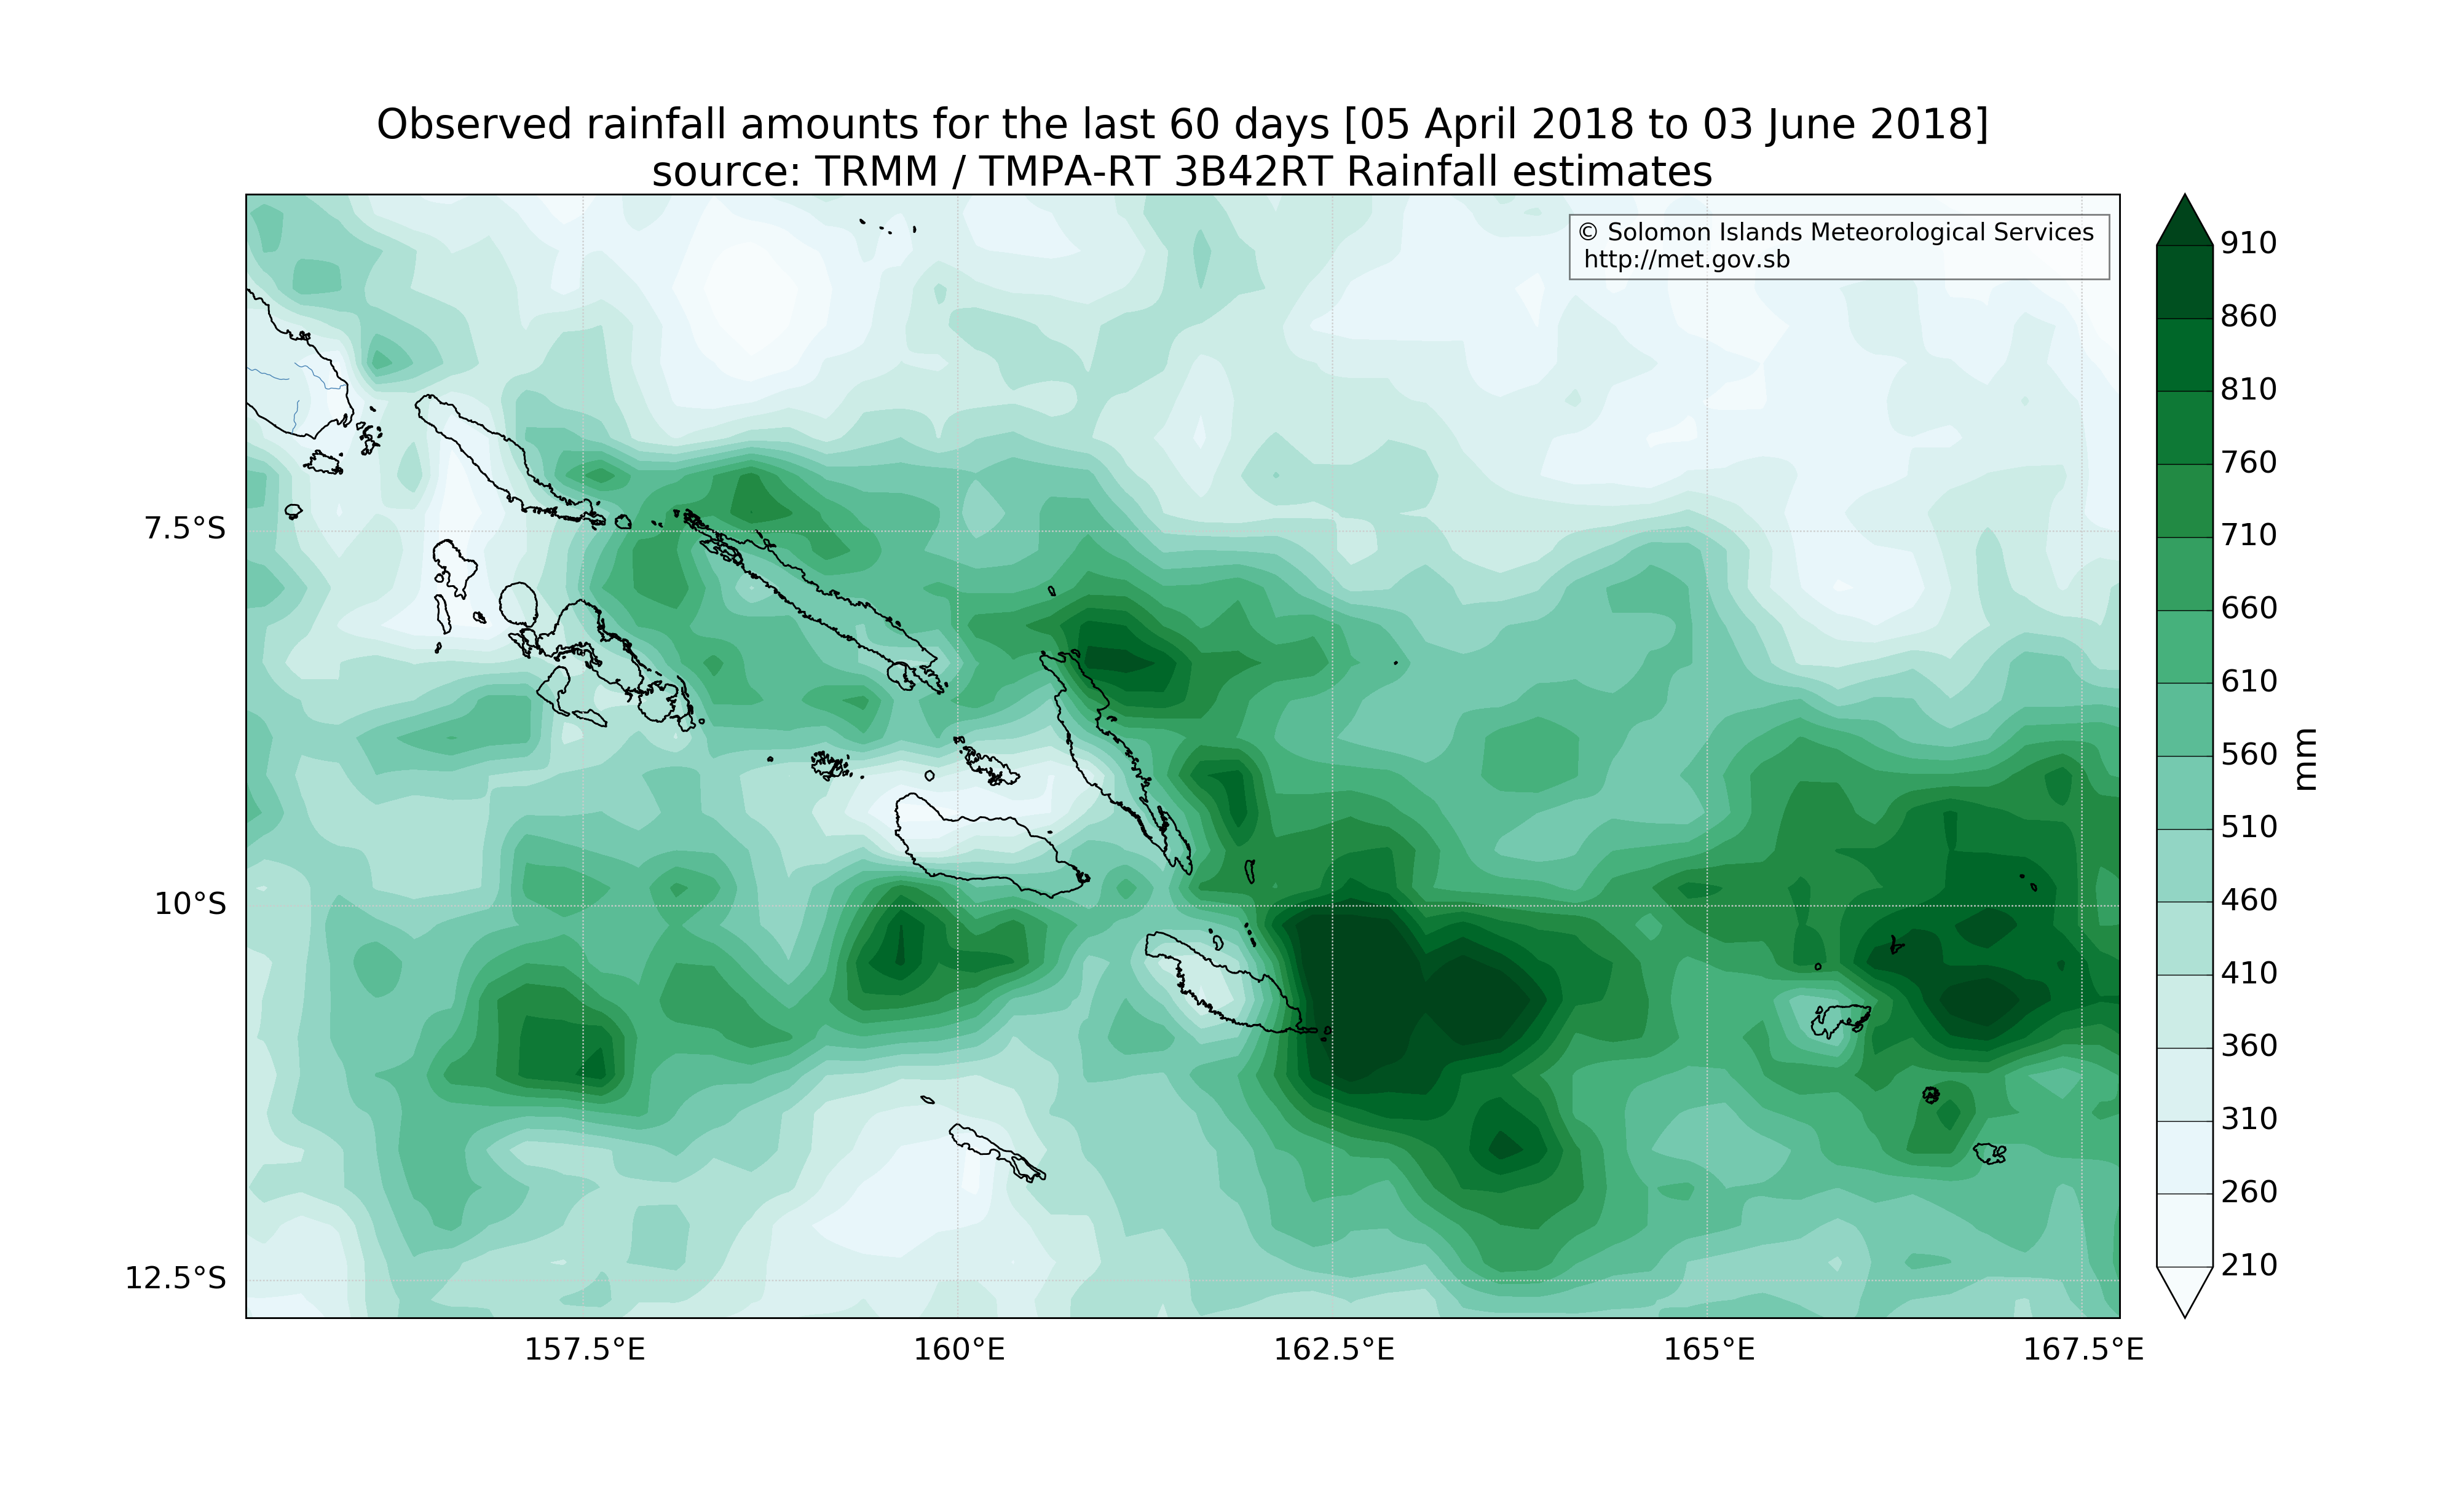 Observed rainfall amounts for the last 60 days [05 April 2018 to 03 June 2018]
source: TRMM / TMPA-RT 3B42RT Rainfall estimates
© Solomon Islands Meteorological Services
http://met.gov.sb
7.5°S
10°S
12.5°S
157.5°E
160°E
162.5°E
165°E
167.5°E
910
860
810
760
710
660
610
560
510
460
410
360
310
260
210
mm